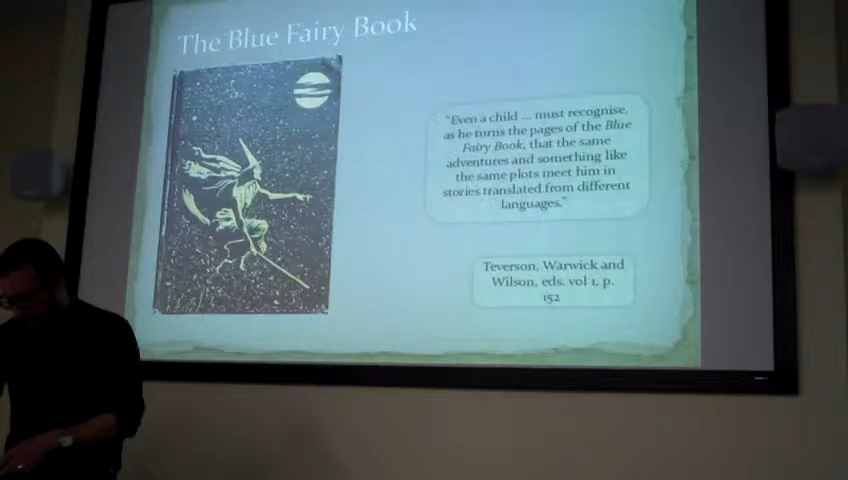 The Blue Fairy Book
"Even a child ... must recognise,
as he turns the pages of the Blue
Fairy Book, that the same
adventures and something like
the same plots meet him in
stories translated from different
languages."
Teverson, Warwick and
Wilson, eds. vol 1, p.
152